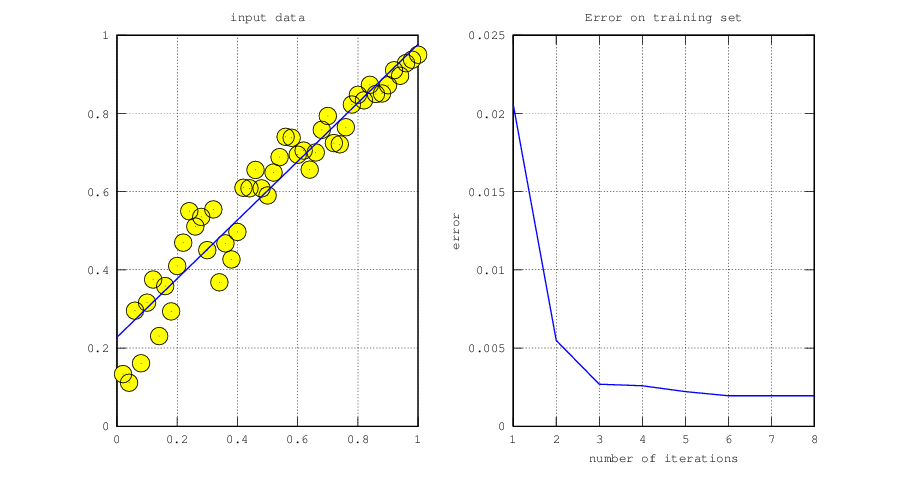 input data
1
0.8
0.6
0.4
0.2
0
0 0.2 0.4 0.6 0.8 1
Error on training set
0.025
0.02
0.015
0.01
0.005
0
error
1 2 3 4 5 6 7 8
number of iterations